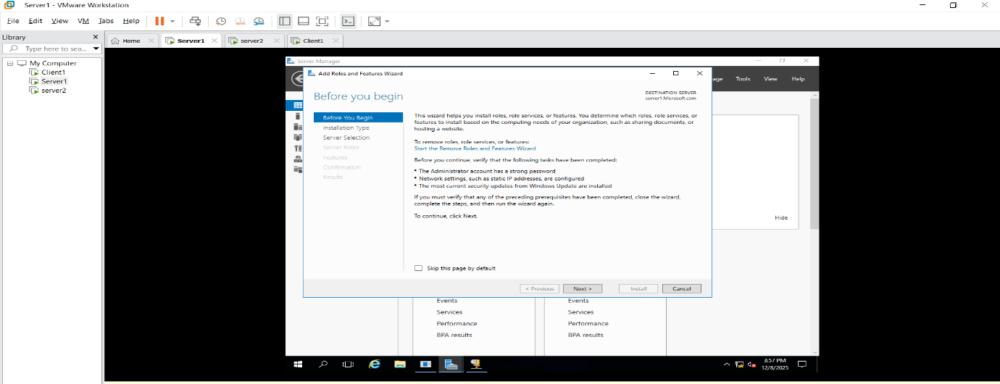 Server1 - VMware Workstation
File Edit View VM Tabs Help
Library
Type here to sea...
My Computer
Client1
Server1
server2
Home
Server1
server2
Client1
Server Manager
age Tools View Help
Add Roles and Features Wizard
Before you begin
DESTINATION SERVER
server1.Microsoft.com
Before You Begin
Installation Type
Server Selection
Server Roles
Features
Confirmation
Results
This wizard helps you install roles, role services, or features. You determine which roles, role services, or
features to install based on the computing needs of your organization, such as sharing documents, or
hosting a website.
To remove roles, role services, or features:
Start the Remove Roles and Features Wizard
Before you continue, verify that the following tasks have been completed:
• The Administrator account has a strong password
• Network settings, such as static IP addresses, are configured
• The most current security updates from Windows Update are installed
If you must verify that any of the preceding prerequisites have been completed, close the wizard,
complete the steps, and then run the wizard again.
To continue, click Next.
Skip this page by default
< Previous Next > Install Cancel
Hide
Events
Services
Performance
BPA results
Events
Services
Performance
BPA results
3:57 PM
12/8/2025